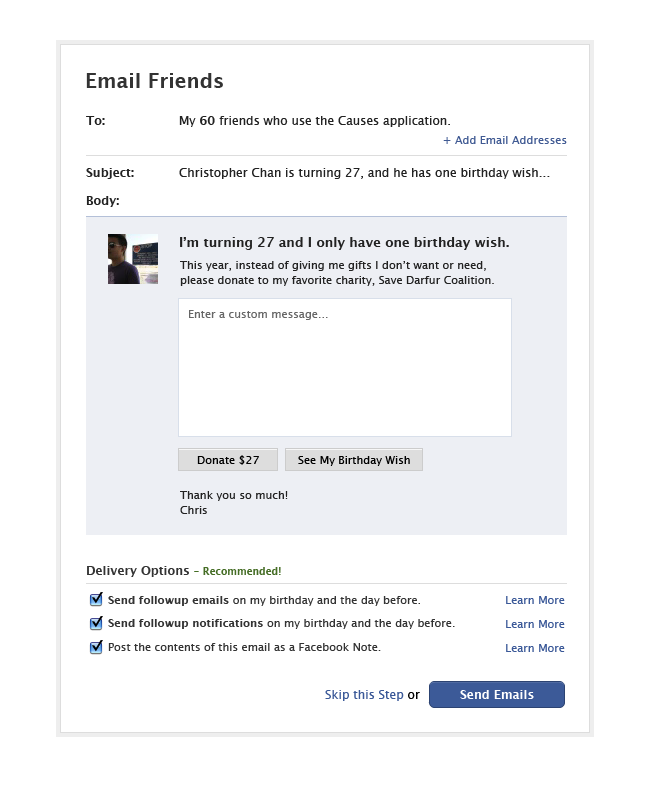 Email Friends
To: My 60 friends who use the Causes application.
+ Add Email Addresses
Subject: Christopher Chan is turning 27, and he has one birthday wish...
Body:
I'm turning 27 and I only have one birthday wish.
This year, instead of giving me gifts I don't want or need,
please donate to my favorite charity, Save Darfur Coalition.
Enter a custom message...
Donate $27 See My Birthday Wish
Thank you so much!
Chris
Delivery Options – Recommended!
Send followup emails on my birthday and the day before. Learn More
Send followup notifications on my birthday and the day before. Learn More
Post the contents of this email as a Facebook Note. Learn More
Skip this Step or Send Emails